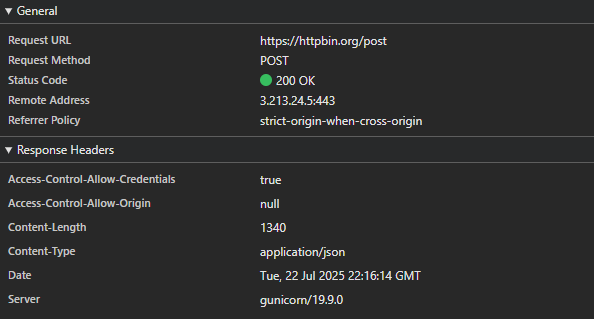 General
Request URL https://httpbin.org/post
Request Method POST
Status Code 200 OK
Remote Address 3.213.24.5:443
Referrer Policy strict-origin-when-cross-origin
Response Headers
Access-Control-Allow-Credentials true
Access-Control-Allow-Origin null
Content-Length 1340
Content-Type application/json
Date Tue, 22 Jul 2025 22:16:14 GMT
Server gunicorn/19.9.0